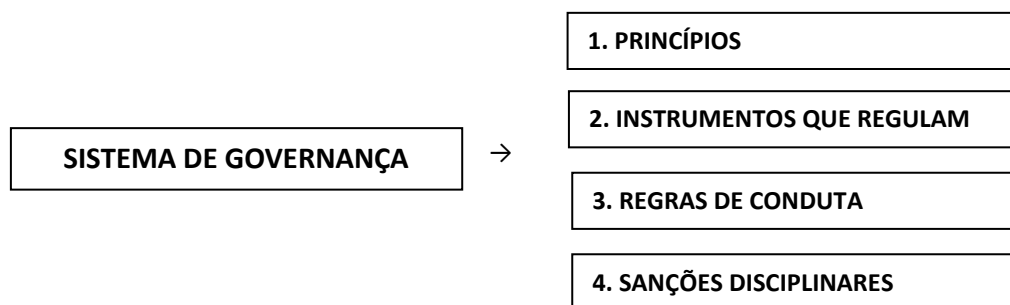 1. PRINCÍPIOS
2. INSTRUMENTOS QUE REGULAM
SISTEMA DE GOVERNANÇA →
3. REGRAS DE CONDUTA
4. SANÇÕES DISCIPLINARES